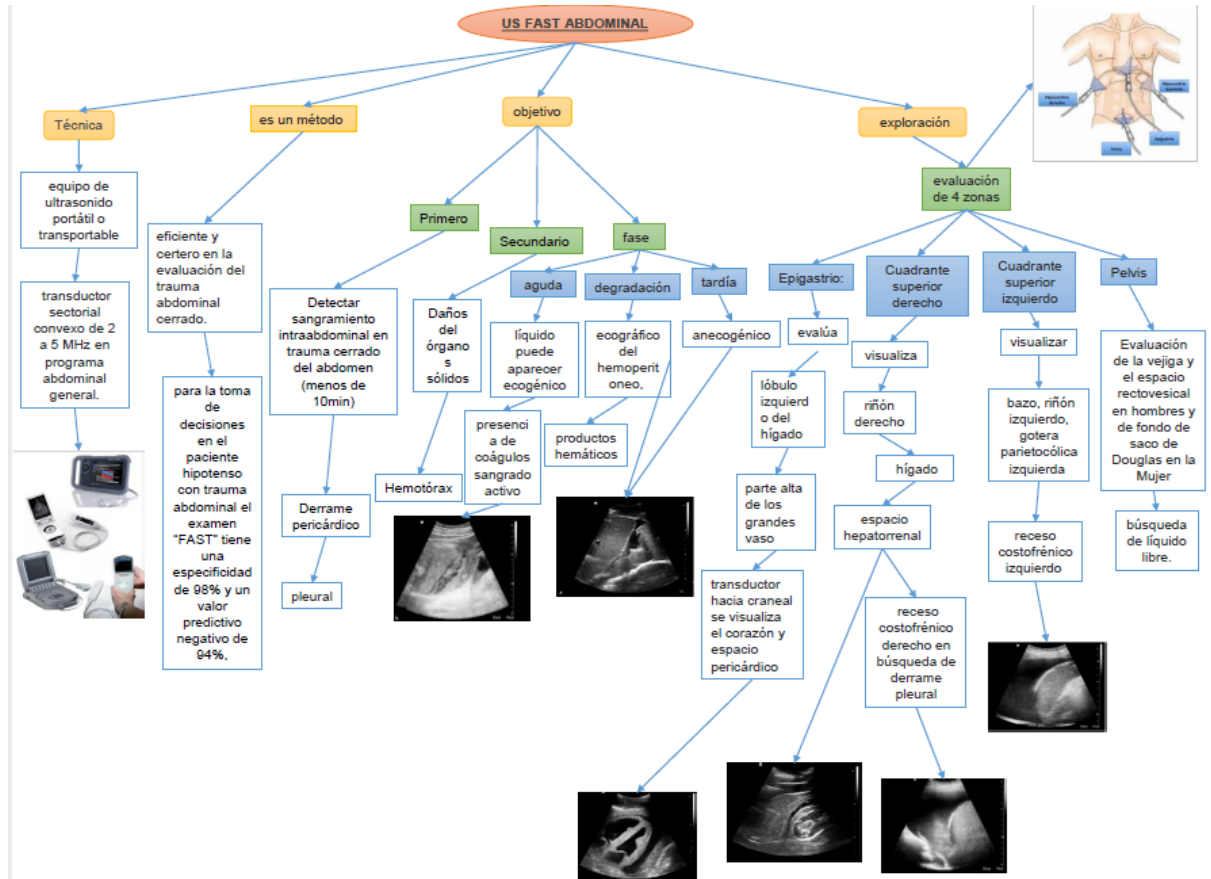 US FAST ABDOMINAL
Técnica
es un método
objetivo
exploración
equipo de
ultrasonido
portátil o
transportable
transductor
sectorial
convexo de 2
a 5 MHz en
programa
abdominal
general.
eficiente y
certero en la
evaluación del
trauma
abdominal
cerrado.
para la toma
de
decisiones
en el
paciente
hipotenso
con trauma
abdominal el
examen
“FAST” tiene
una
especificidad
de 98% y un
valor
predictivo
negativo de
94%,
Primero
Detectar
sangramiento
intraabdominal en
trauma cerrado
del abdomen
(menos de
10min)
Derrame
pericárdico
pleural
Secundario
Daños
del
órgano
s
sólidos
Hemotórax
fase
aguda
líquido
puede
aparecer
ecogénico
presenci
a de
coágulos
sangrado
activo
degradación
ecográfico
del
hemoperit
oneo,
productos
hemáticos
tardía
anecogénico
evaluación
de 4 zonas
Epigastrio:
evalúa
lóbulo
izquierd
o del
hígado
parte alta
de los
grandes
vaso
transductor
hacia craneal
se visualiza
el corazón y
espacio
pericárdico
Cuadrante
superior
derecho
visualiza
riñón
derecho
hígado
espacio
hepatorrenal
receso
costofrénico
derecho en
búsqueda de
derrame
pleural
Cuadrante
superior
izquierdo
visualizar
bazo, riñón
izquierdo,
gotera
parietocólica
izquierda
receso
costofrénico
izquierdo
Pelvis
Evaluación
de la vejiga y
el espacio
rectovesical
en hombres y
de fondo de
saco de
Douglas en la
Mujer
búsqueda
de líquido
libre.